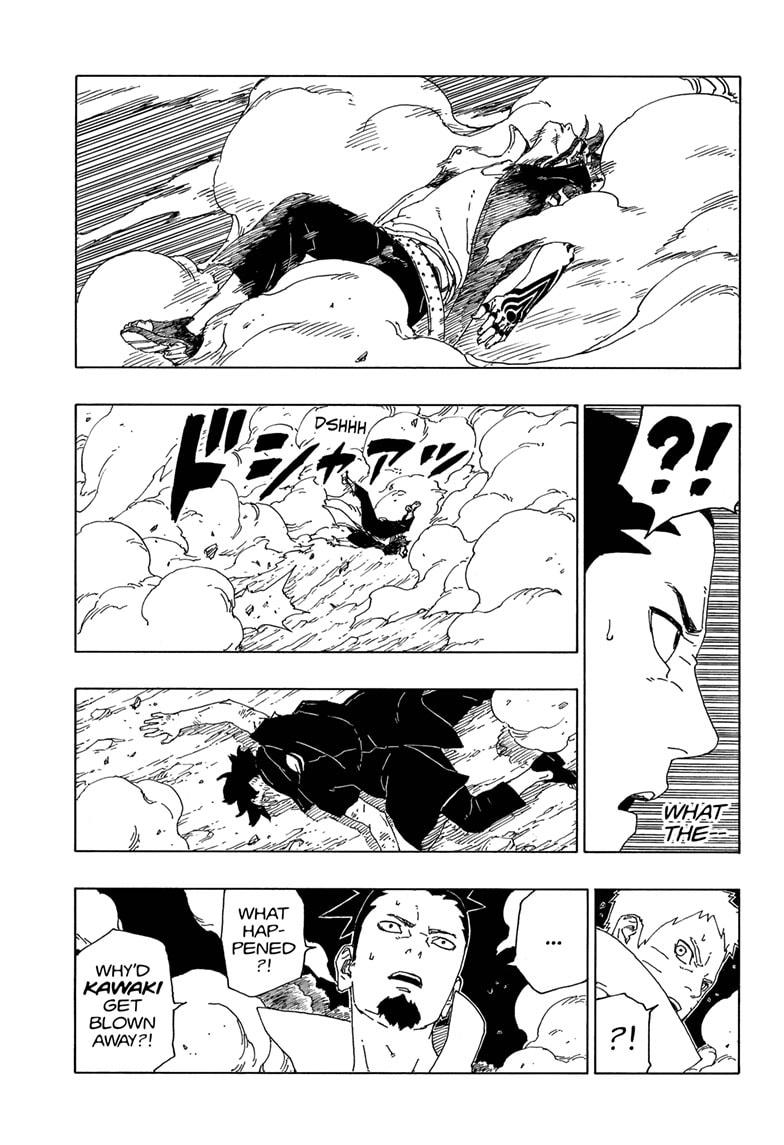 ?!
WHAT
THE--
DSHHH
ドシャアッ
?!
...
WHAT
HAP-
PENED
?!
WHY'D
KAWAKI
GET
BLOWN
AWAY?!